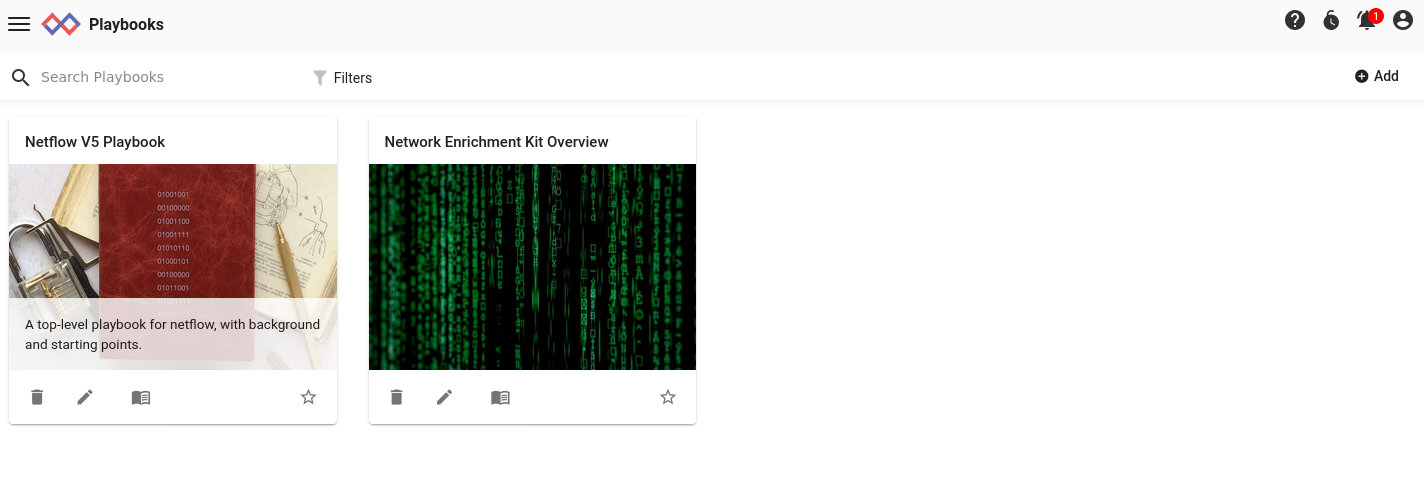 Playbooks
1
Search Playbooks
Filters
Add
Netflow V5 Playbook
01001001
00100000
01001100
01001111
01010110
01000101
00100000
01011001
A top-level playbook for netflow, with background
and starting points.
Network Enrichment Kit Overview